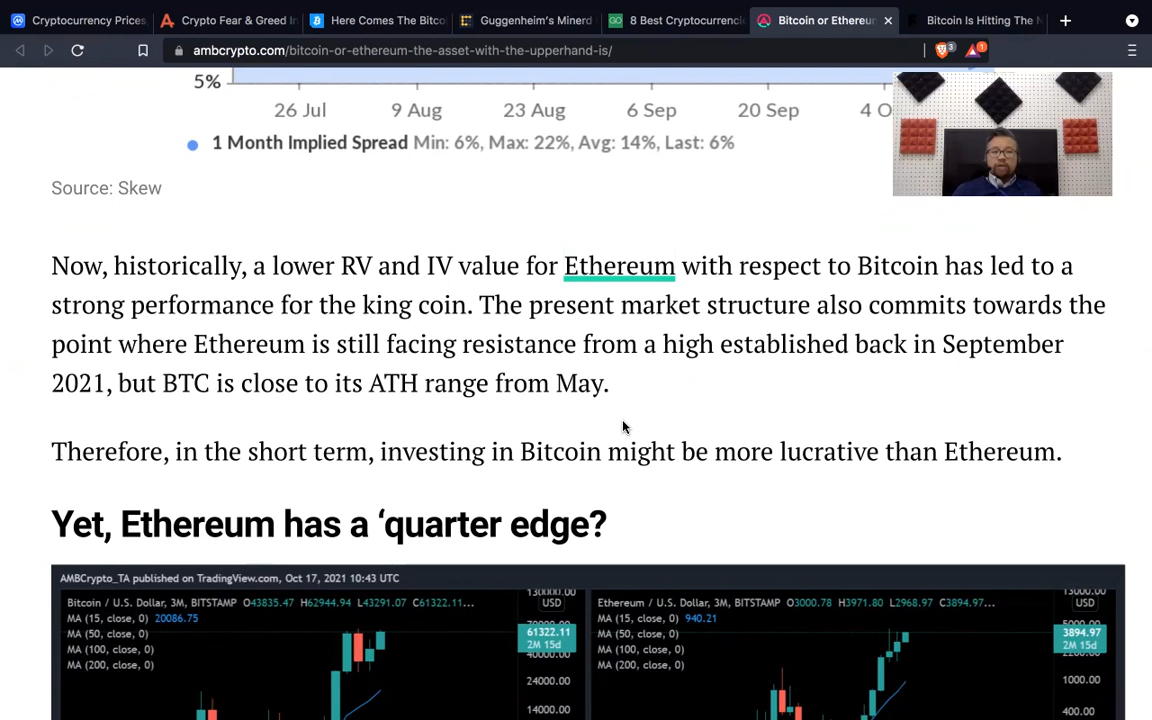 Cryptocurrency Prices,
Crypto Fear & Greed In
Here Comes The Bitco
Guggenheim's Minerd
8 Best Cryptocurrenci
Bitcoin or Ethereu
Bitcoin Is Hitting The N
ambcrypto.com/bitcoin-or-ethereum-the-asset-with-the-upperhand-is/
3
1
5%
26 Jul 9 Aug 23 Aug 6 Sep 20 Sep 4 O
1 Month Implied Spread Min: 6%, Max: 22%, Avg: 14%, Last: 6%
Source: Skew
Now, historically, a lower RV and IV value for Ethereum with respect to Bitcoin has led to a
strong performance for the king coin. The present market structure also commits towards the
point where Ethereum is still facing resistance from a high established back in September
2021, but BTC is close to its ATH range from May.
Therefore, in the short term, investing in Bitcoin might be more lucrative than Ethereum.
Yet, Ethereum has a ‘quarter edge?
AMBCrypto_TA published on TradingView.com, Oct 17, 2021 10:43 UTC
Bitcoin / U.S. Dollar, 3M, BITSTAMP O43835.47 H62944.94 L43291.07 C61322.11...
MA (15, close, 0) 20086.75
MA (50, close, 0)
MA (100, close, 0)
MA (200, close, 0)
130000.00
USD
61322.11
2M 15d
40000.00
24000.00
14000.00
Ethereum / U.S. Dollar, 3M, BITSTAMP O3000.78 H3971.80 L2968.97 C3894.97...
MA (15, close, 0) 940.21
MA (50, close, 0)
MA (100, close, 0)
MA (200, close, 0)
13000.00
USD
3894.97
2M 15d
1000.00
400.00